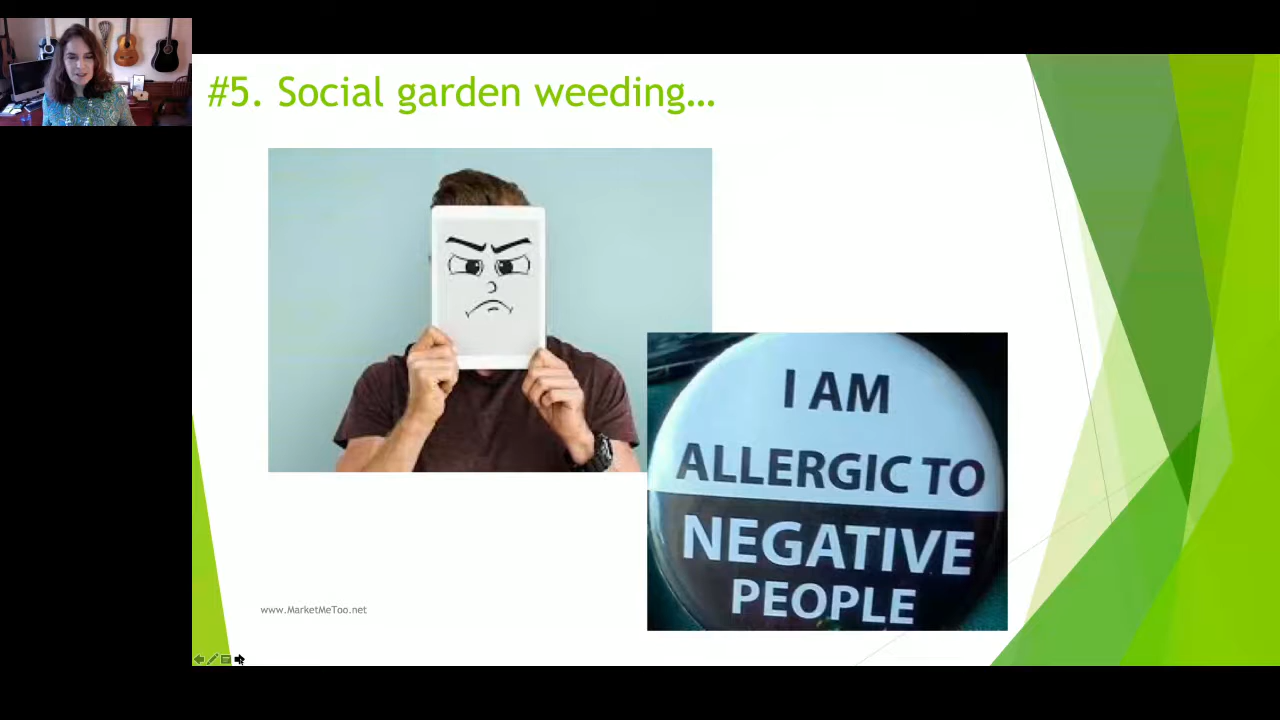 #5. Social garden weeding...
I AM
ALLERGIC TO
NEGATIVE
PEOPLE
www.MarketMeToo.net